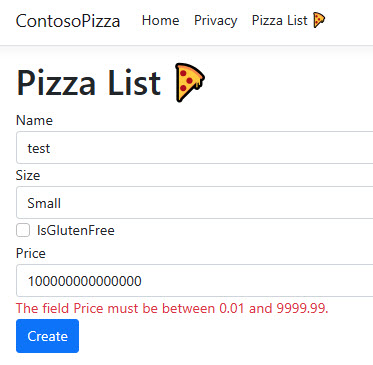 ContosoPizza Home Privacy Pizza List 🍕
Pizza List 🍕
Name
test
Size
Small
IsGlutenFree
Price
100000000000000
The field Price must be between 0.01 and 9999.99.
Create